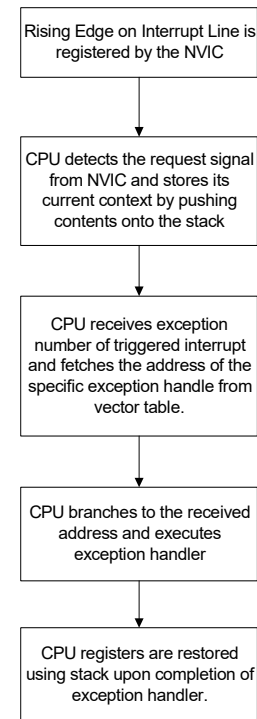 Rising Edge on Interrupt Line is
registered by the NVIC
CPU detects the request signal
from NVIC and stores its
current context by pushing
contents onto the stack
CPU receives exception
number of triggered interrupt
and fetches the address of the
specific exception handle from
vector table.
CPU branches to the received
address and executes
exception handler
CPU registers are restored
using stack upon completion of
exception handler.